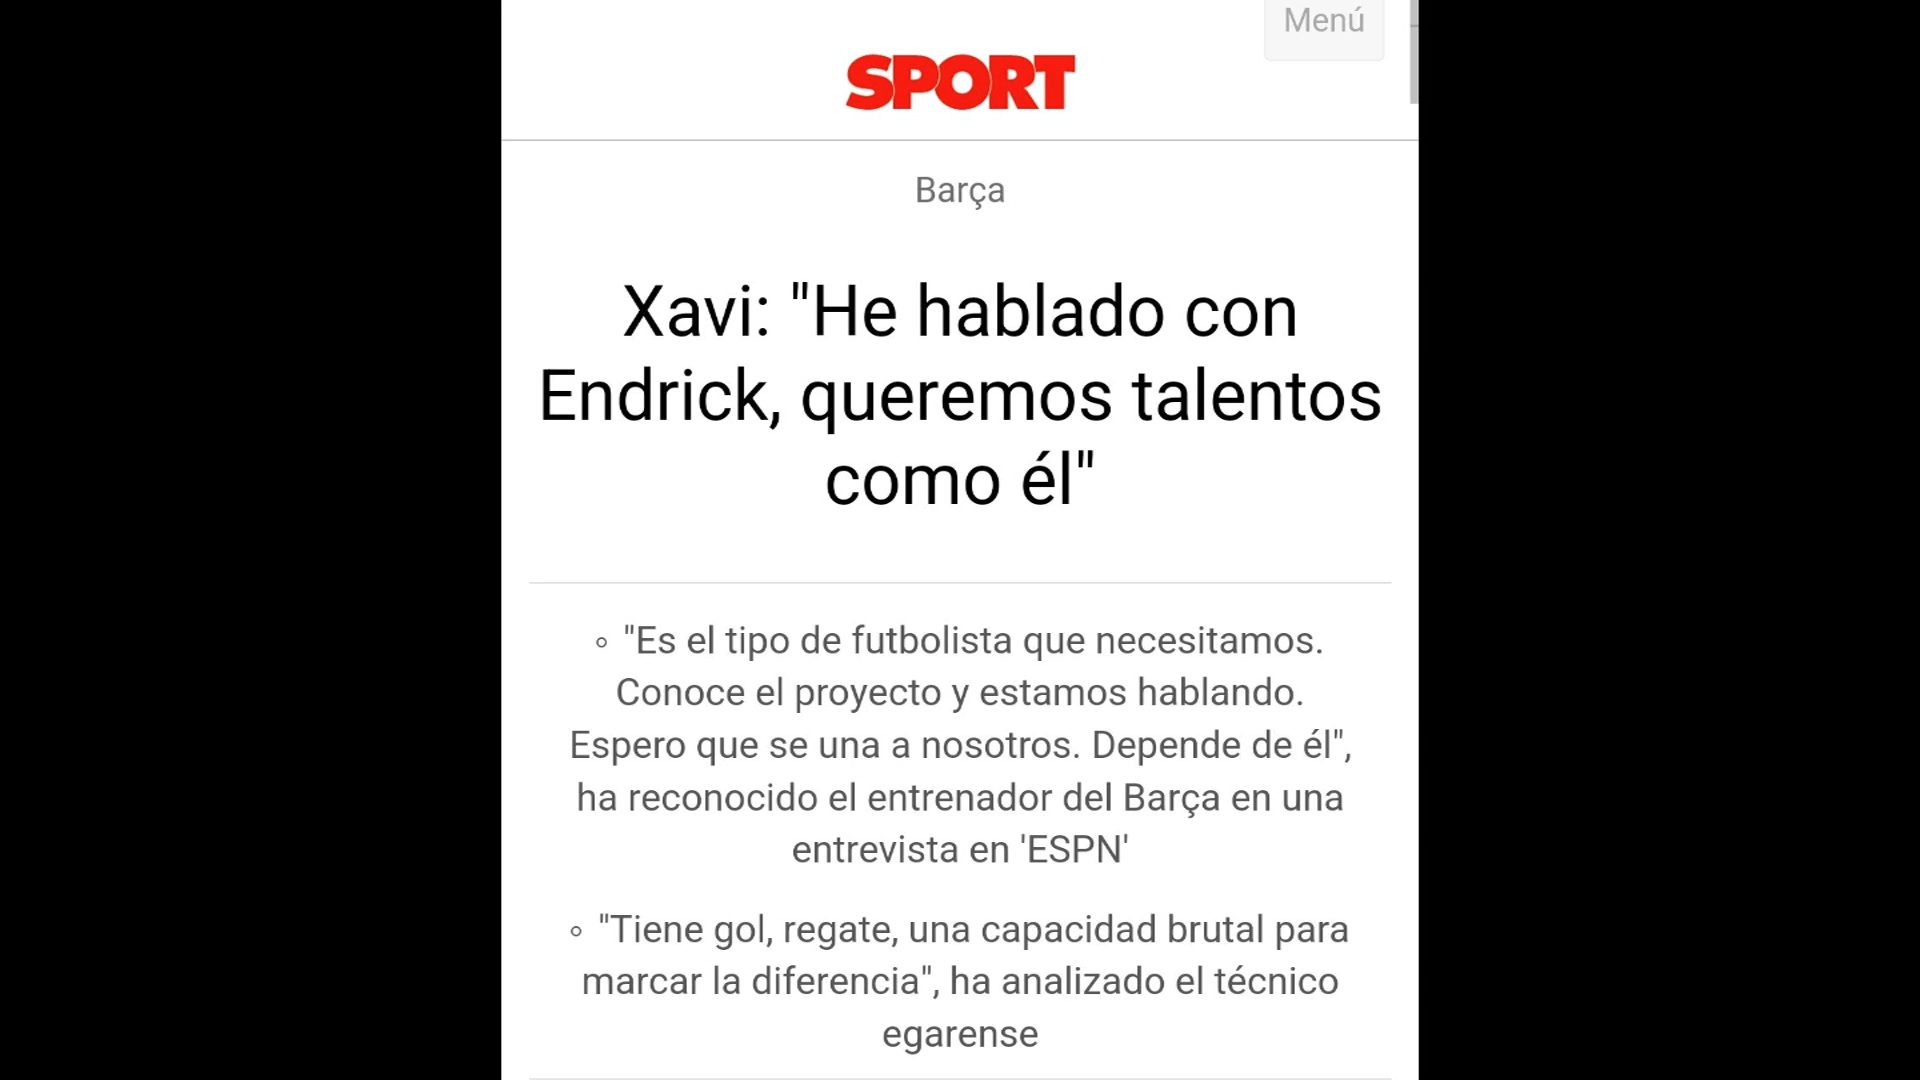 Menú
SPORT
Barça
Xavi: "He hablado con
Endrick, queremos talentos
como él"
◦ "Es el tipo de futbolista que necesitamos.
Conoce el proyecto y estamos hablando.
Espero que se una a nosotros. Depende de él",
ha reconocido el entrenador del Barça en una
entrevista en 'ESPN'
◦ "Tiene gol, regate, una capacidad brutal para
marcar la diferencia", ha analizado el técnico
egarense